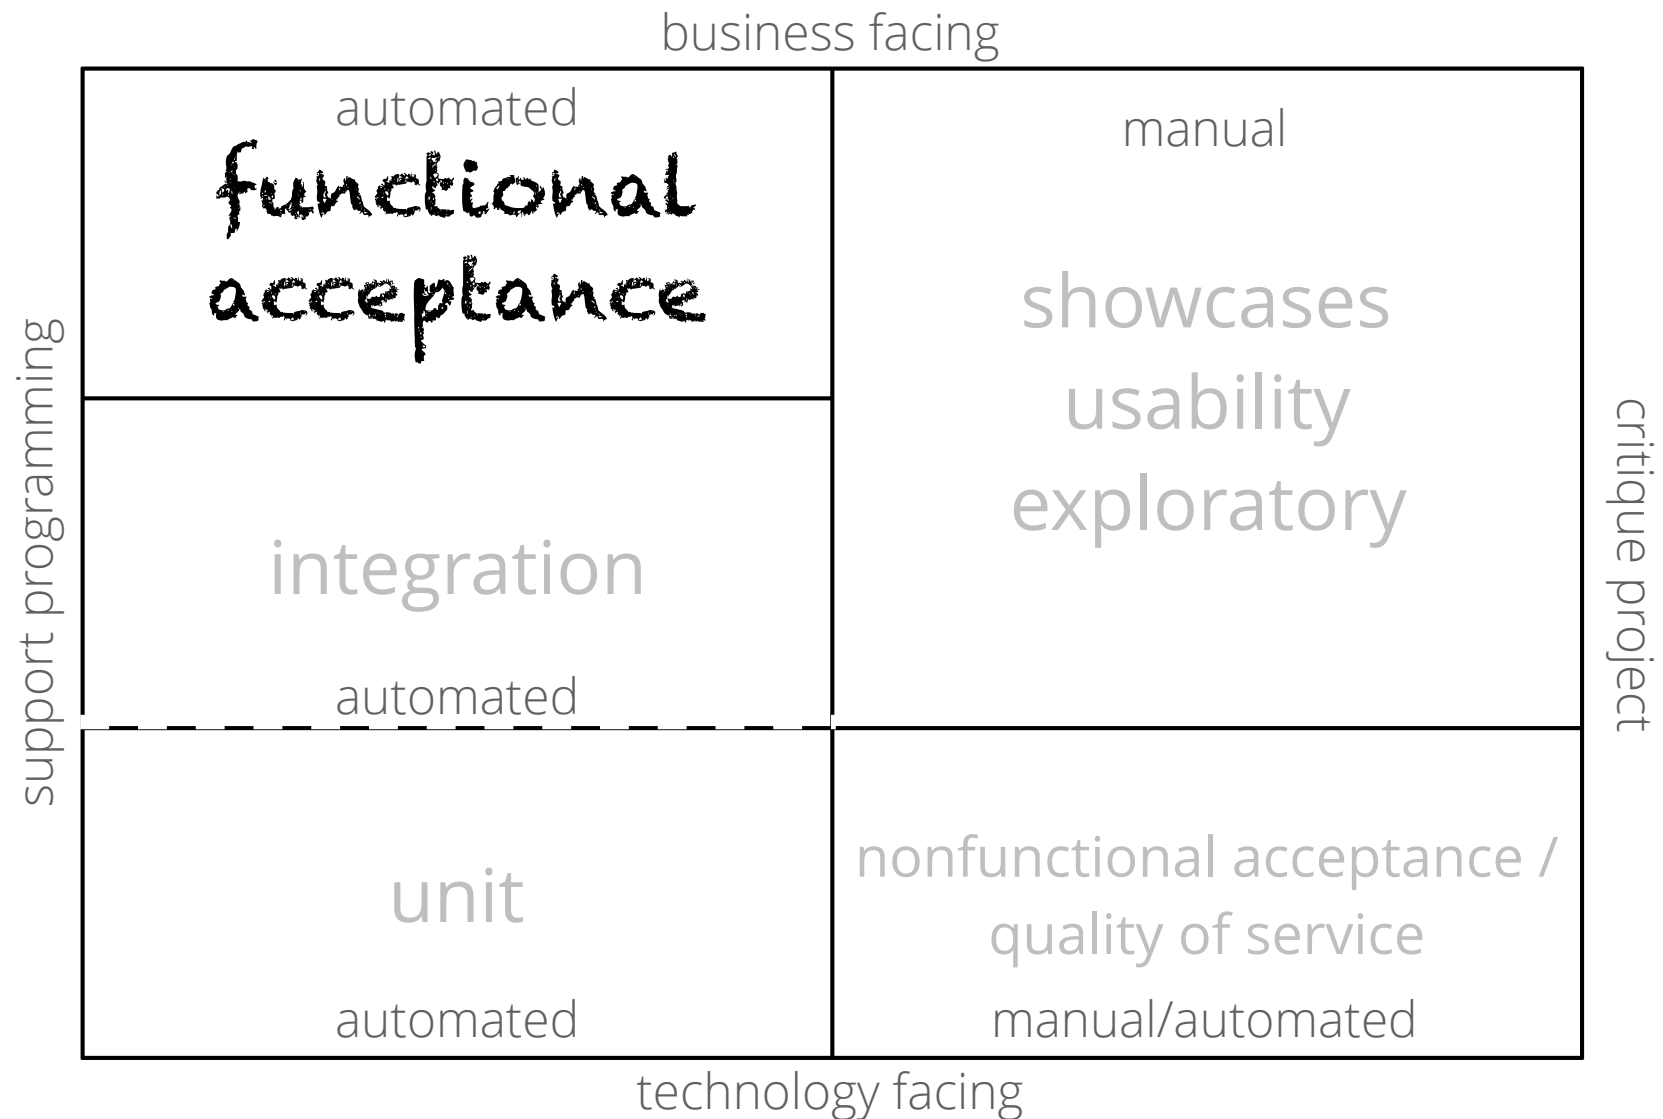 business facing
automated
functional
acceptance
manual
showcases
usability
exploratory
support programming
critique project
integration
automated
unit
automated
nonfunctional acceptance /
quality of service
manual/automated
technology facing